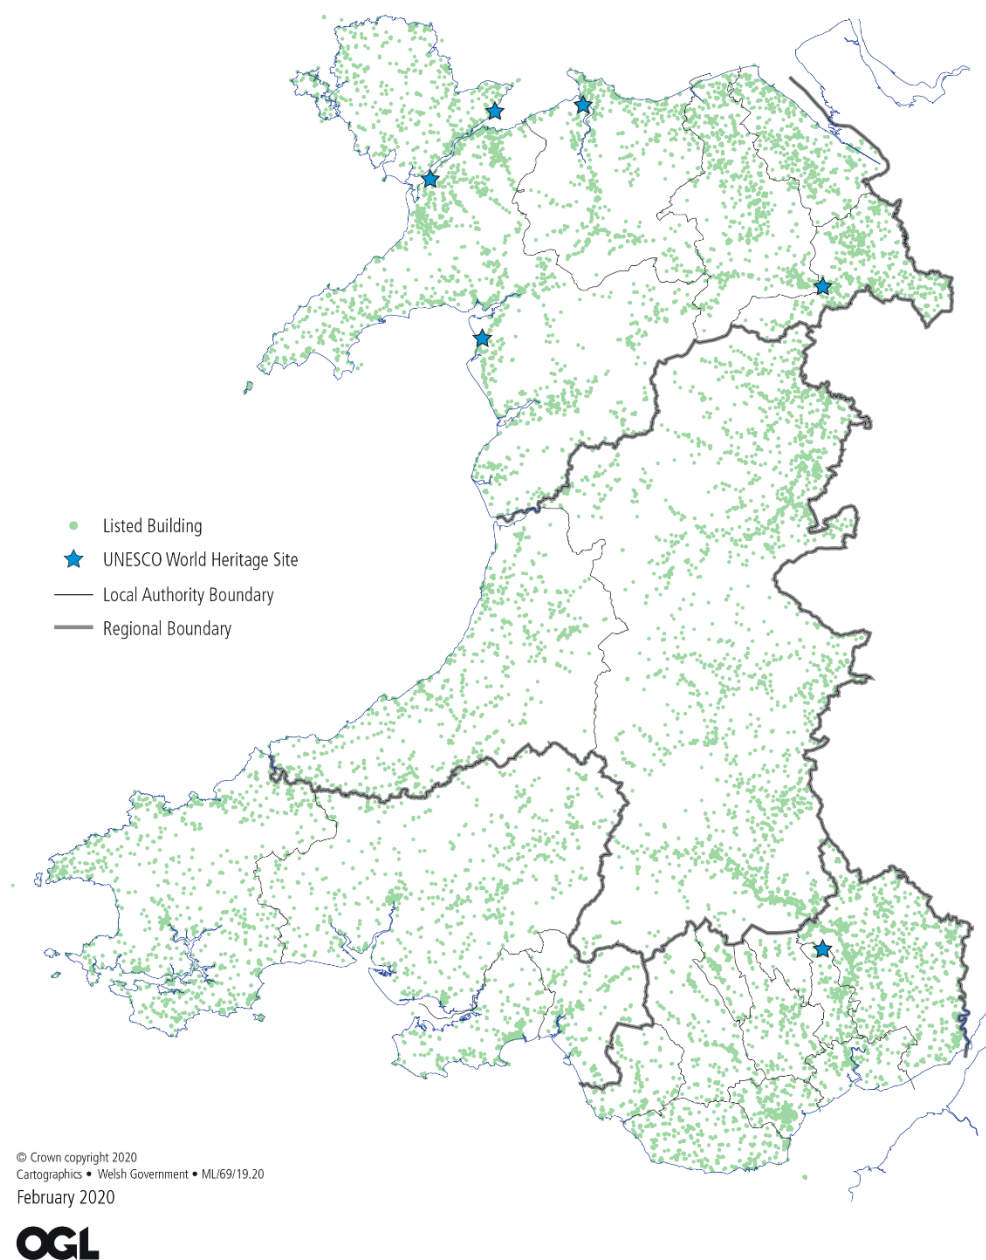 Listed Building
UNESCO World Heritage Site
Local Authority Boundary
Regional Boundary
© Crown copyright 2020
Cartographics • Welsh Government • ML/69/19.20
February 2020
OGL